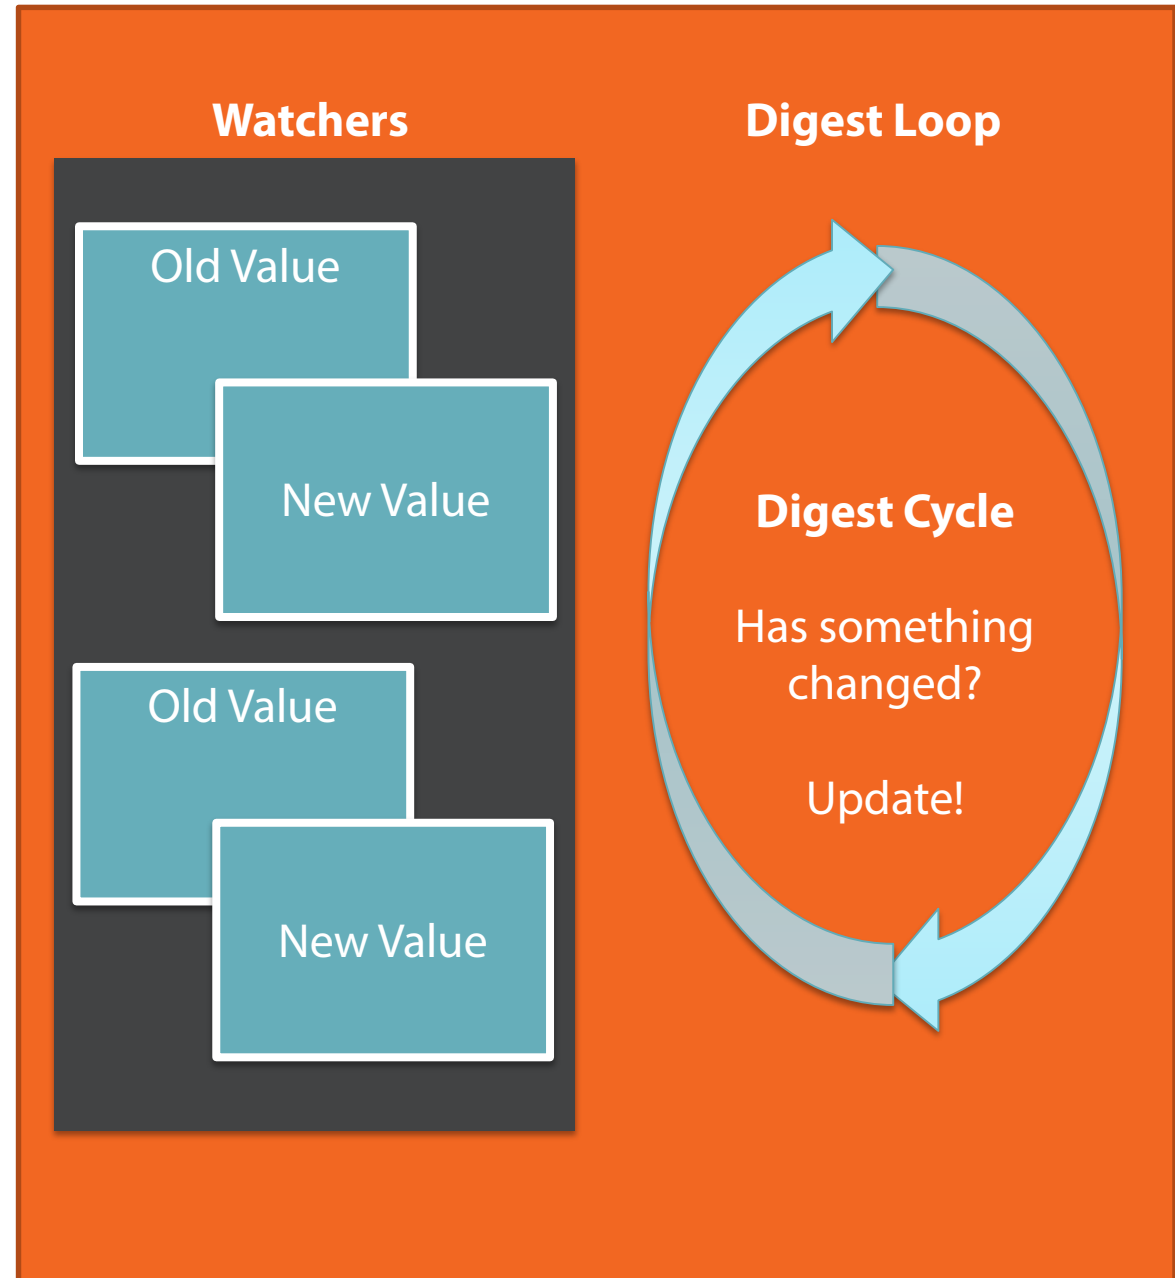 Watchers
Old Value
New Value
Old Value
New Value
Digest Loop
Digest Cycle
Has something
changed?
Update!